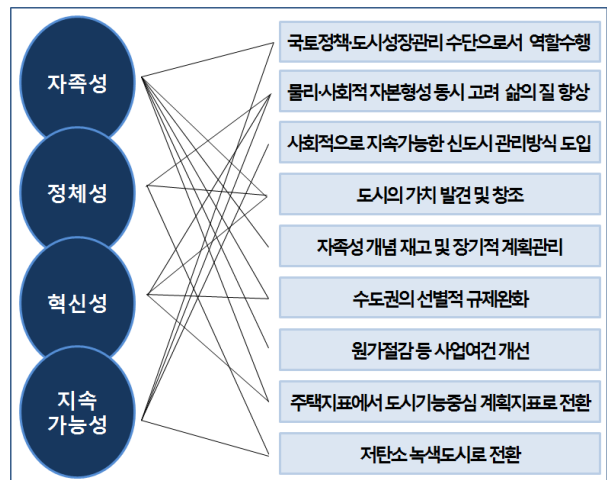 자족성
정체성
혁신성
지속
가능성
국토정책·도시성장관리 수단으로서 역할수행
물리·사회적 자본형성 동시 고려 삶의 질 향상
사회적으로 지속가능한 신도시 관리방식 도입
도시의 가치 발견 및 창조
자족성 개념 재고 및 장기적 계획관리
수도권의 선별적 규제완화
원가절감 등 사업여건 개선
주택지표에서 도시기능중심 계획지표로 전환
저탄소 녹색도시로 전환